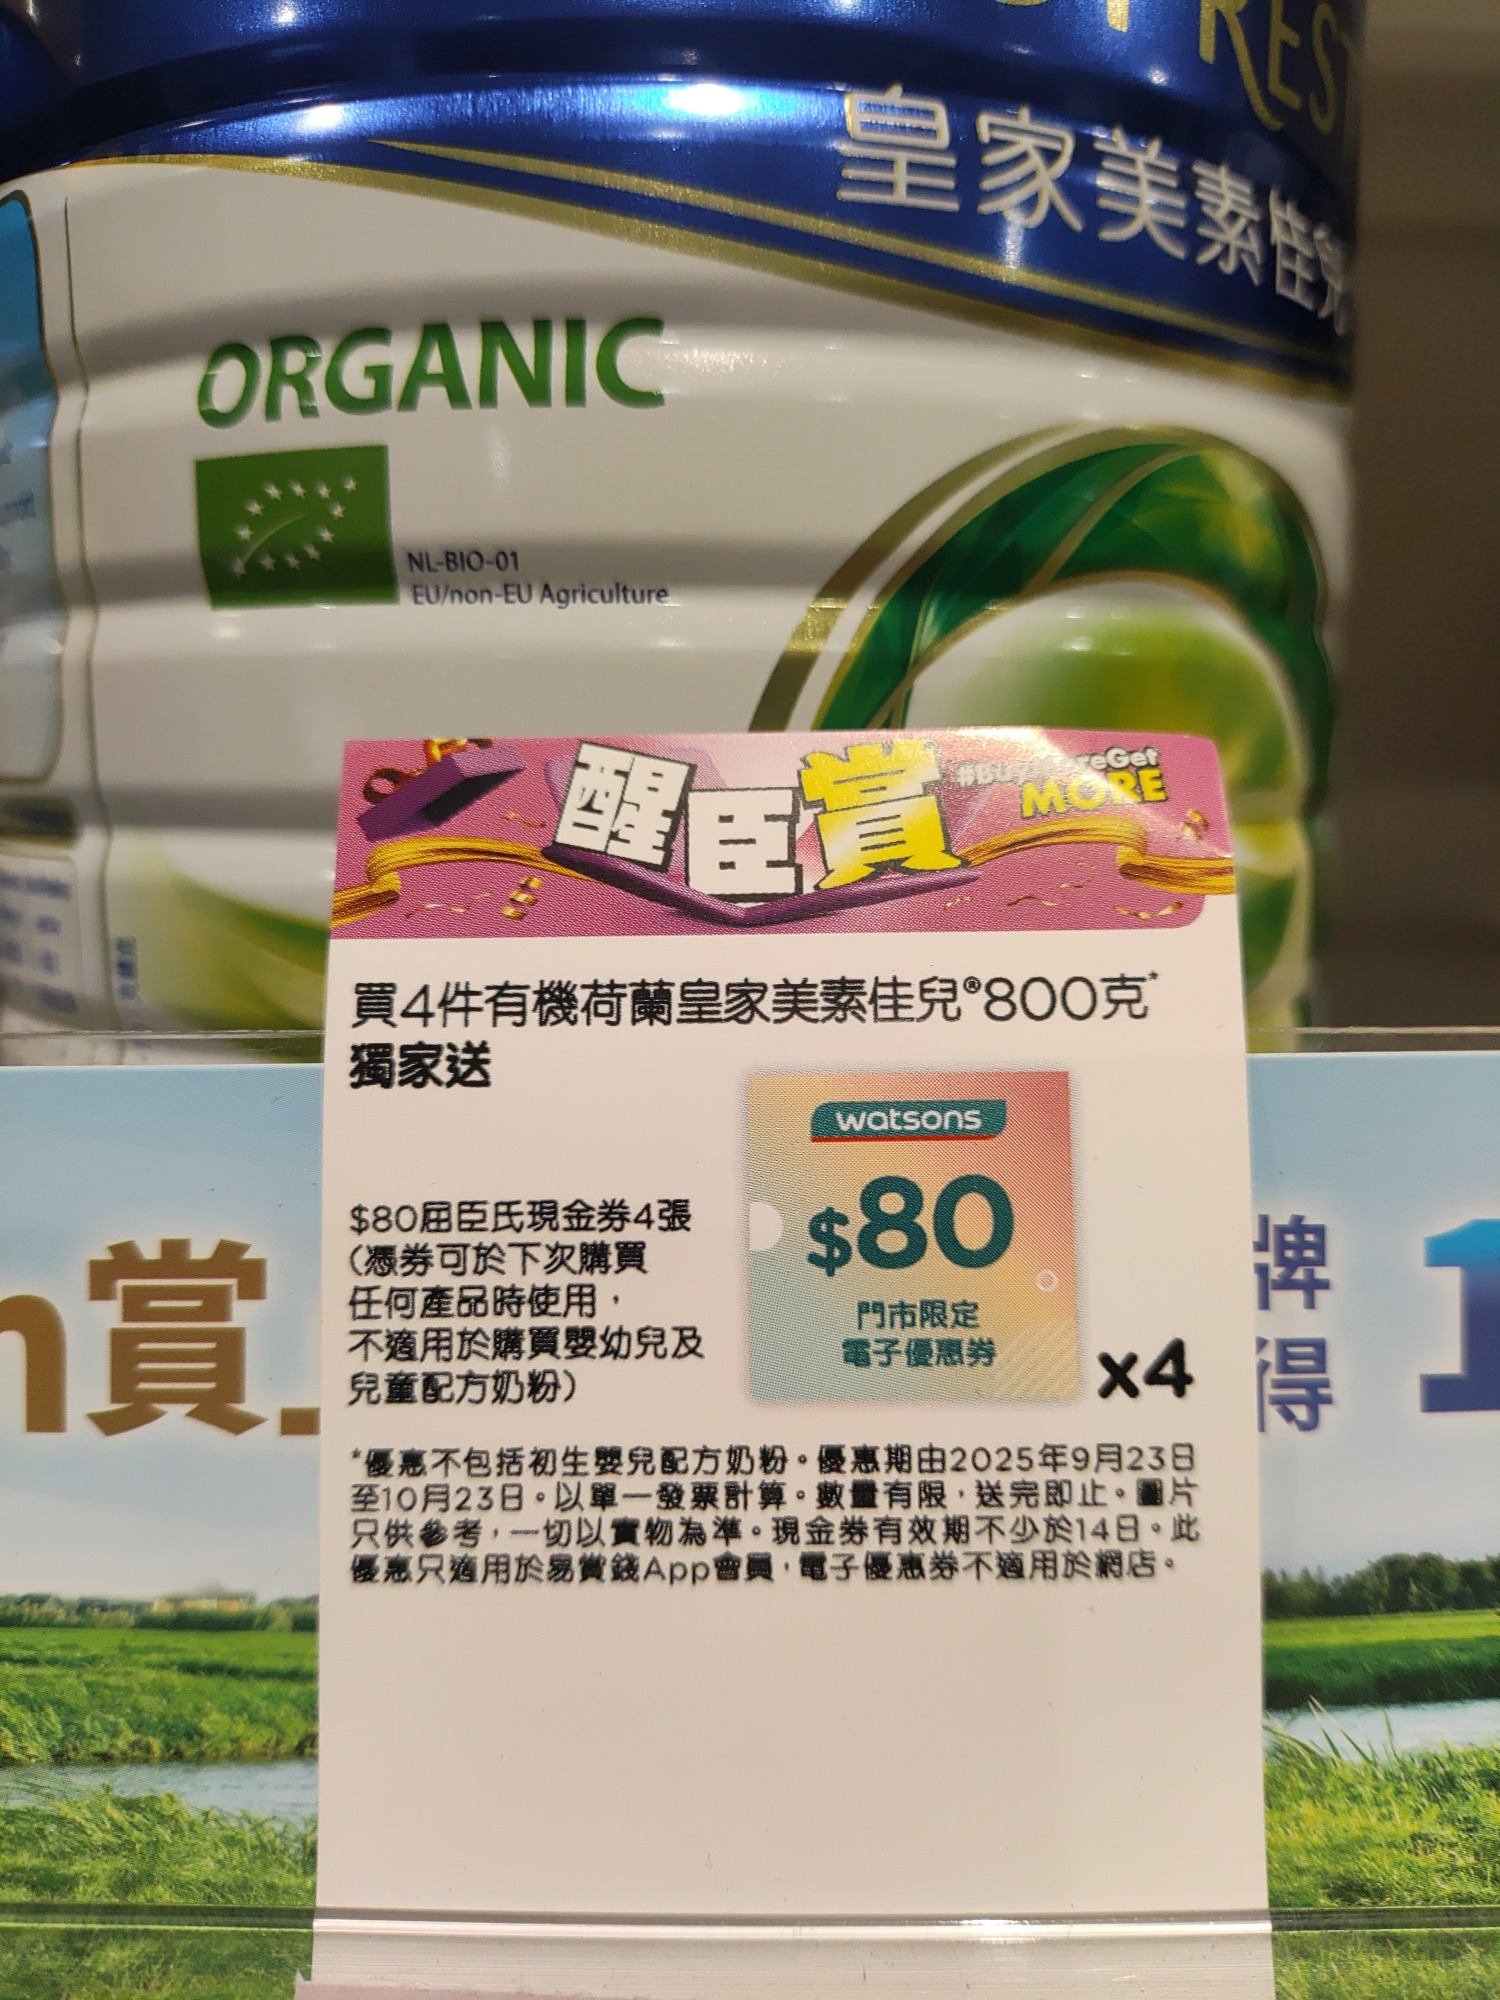 REST
皇家美素佳兒
ORGANIC
NL-BIO-01
EU/non-EU Agriculture
醒臣賞
MORE
買4件有機荷蘭皇家美素佳兒®800克*
獨家送
$80屈臣氏現金券4張
(憑券可於下次購買
任何產品時使用，
不適用於購買嬰幼兒及
兒童配方奶粉)
watsons
$80
門市限定
電子優惠券
x4
*優惠不包括初生嬰兒配方奶粉。優惠期由2025年9月23日
至10月23日。以單一發票計算。數量有限，送完即止。圖片
只供參考，一切以實物為準。現金券有效期不少於14日。此
優惠只適用於易賞錢App會員，電子優惠券不適用於網店。
賞
牌
得